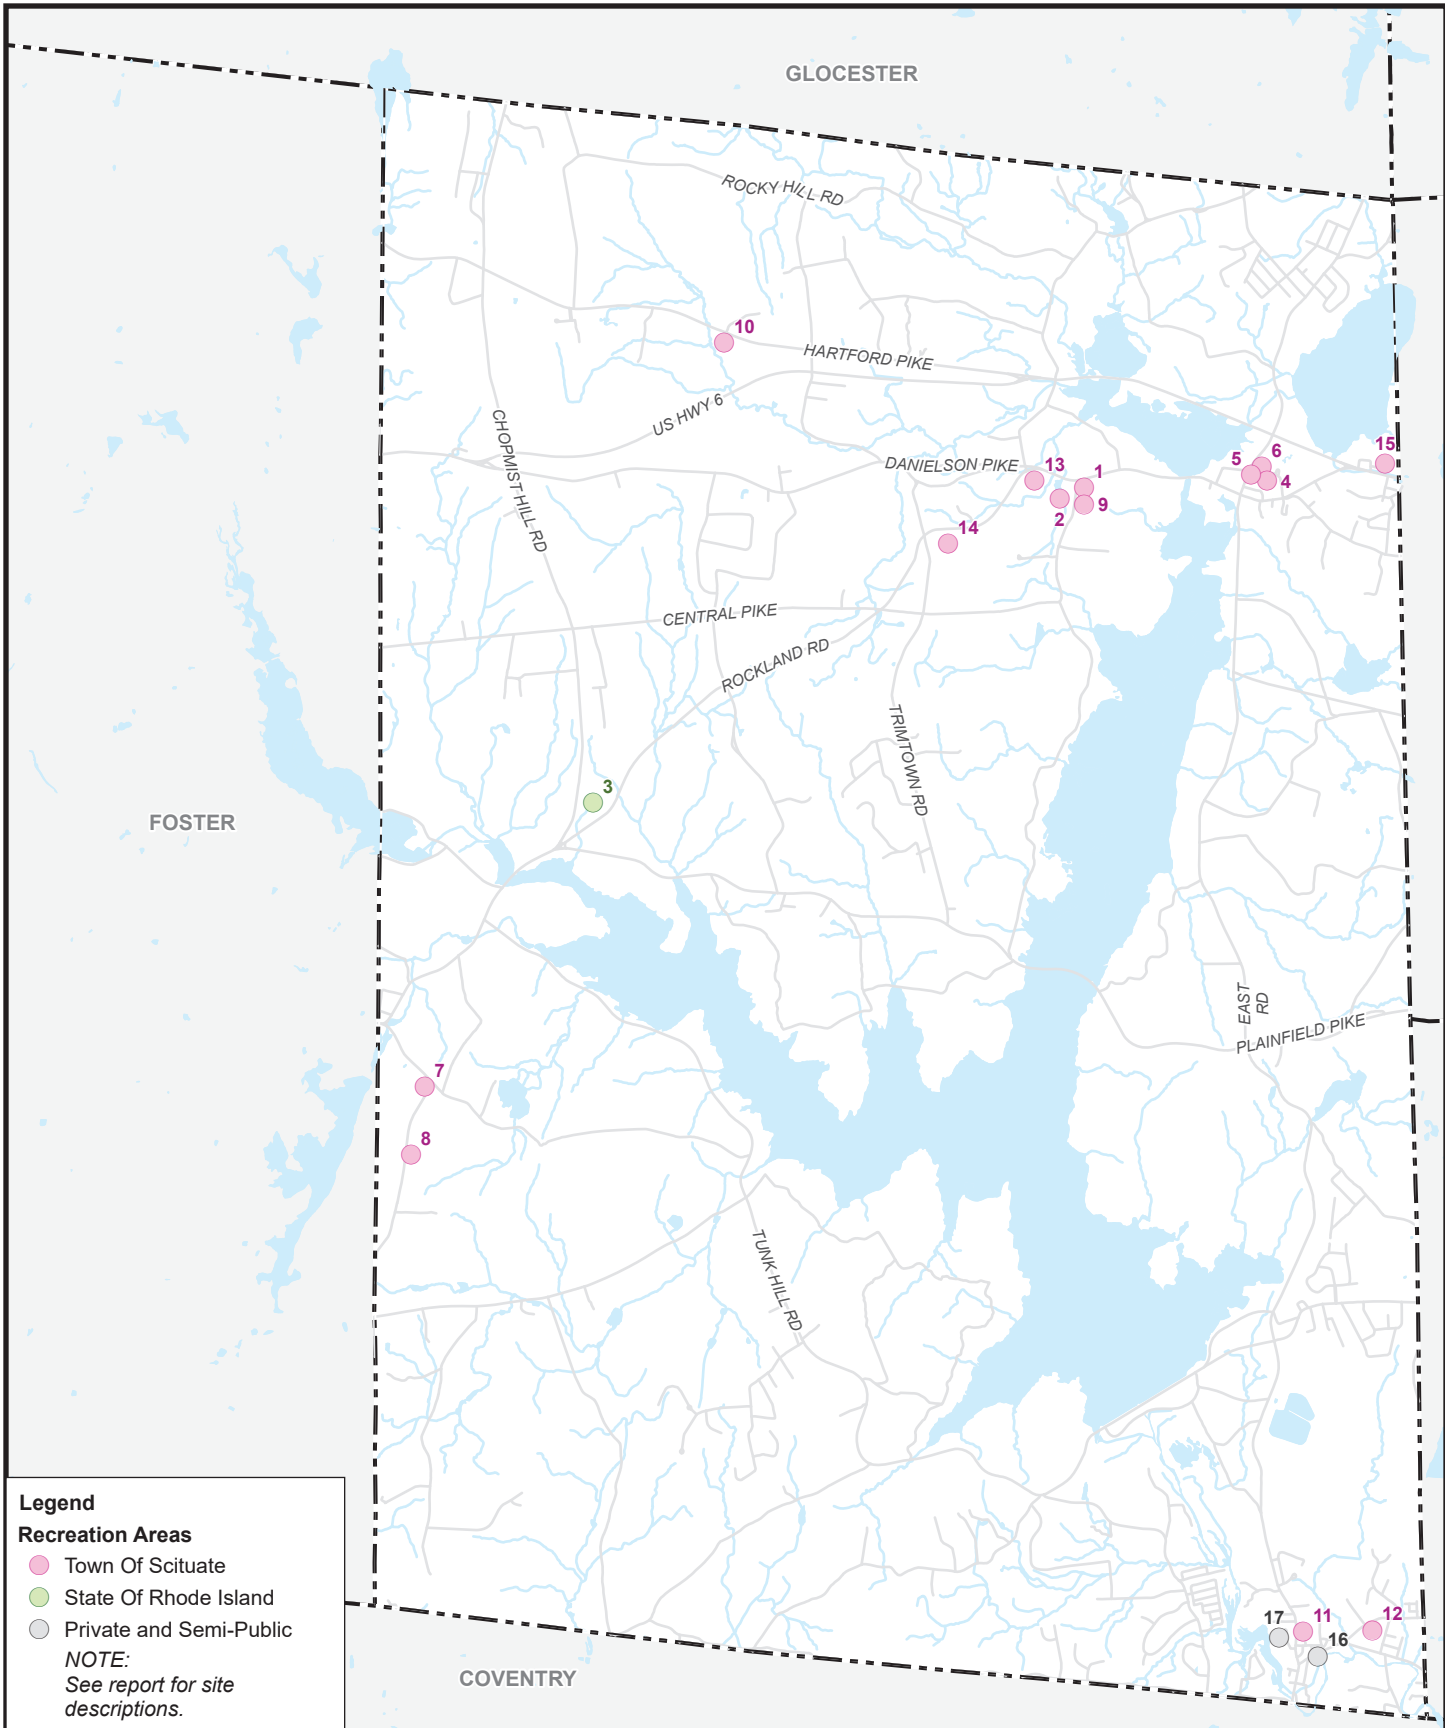 GLOCESTER
ROCKY HILL RD
10
HARTFORD PIKE
US HWY 6
CHOPMIST HILL RD
DANIELSON PIKE
13
1
2
9
5
6
4
15
14
CENTRAL PIKE
ROCKLAND RD
TRIMTOWN RD
3
FOSTER
EAST
RD
PLAINFIELD PIKE
7
8
TUNK HILL RD
17
11
12
16
COVENTRY
Legend
Recreation Areas
Town Of Scituate
State Of Rhode Island
Private and Semi-Public
NOTE:
See report for site
descriptions.